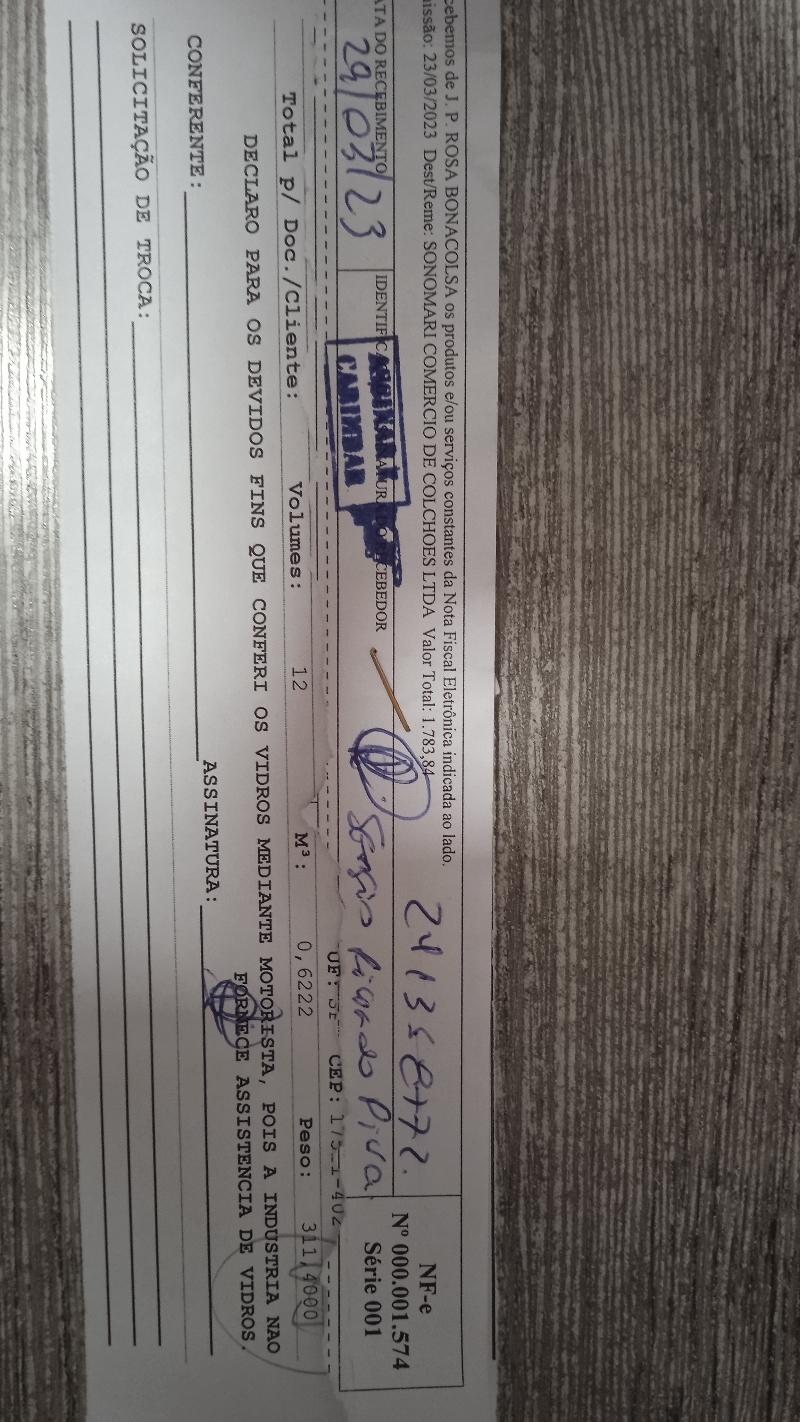 cebemos de J. P. ROSA BONACOLSA os produtos e/ou serviços constantes da Nota Fiscal Eletrônica indicada ao lado.
issão: 23/03/2023 Dest/Reme: SONOMARI COMERCIO DE COLCHOES LTDA Valor Total: 1.783,84
NF-e
Nº 000.001.574
Série 001
ATA DO RECEBIMENTO
29/03/23
CEBEDOR
CARIMBAR
Piva
CEP:
Total p/ Doc./Cliente: Volumes: 12 M³: 0,6222 Peso: 311,4000
DECLARO PARA OS DEVIDOS FINS QUE CONFERI OS VIDROS MEDIANTE MOTORISTA, POIS A INDUSTRIA NAO
FORNECE ASSISTENCIA DE VIDROS.
CONFERENTE: ASSINATURA:
SOLICITAÇÃO DE TROCA: